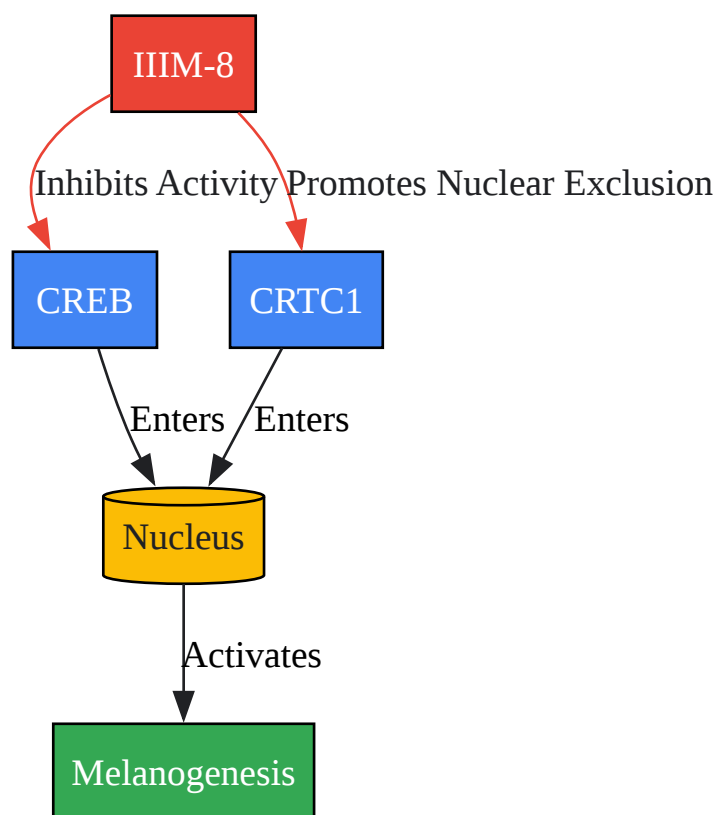 IIIM-8
Inhibits Activity
Promotes Nuclear Exclusion
CREB
CRTC1
Enters
Enters
Nucleus
Activates
Melanogenesis